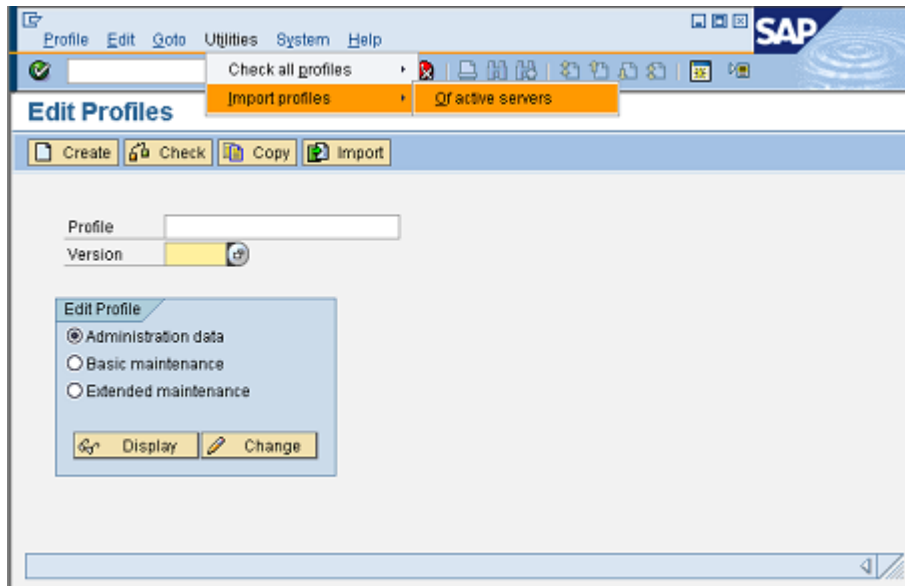 Profile Edit Goto Utilities System Help
SAP
Check all profiles
Import profiles
Of active servers
Edit Profiles
Create Check Copy Import
Profile
Version
Edit Profile
Administration data
Basic maintenance
Extended maintenance
Display Change